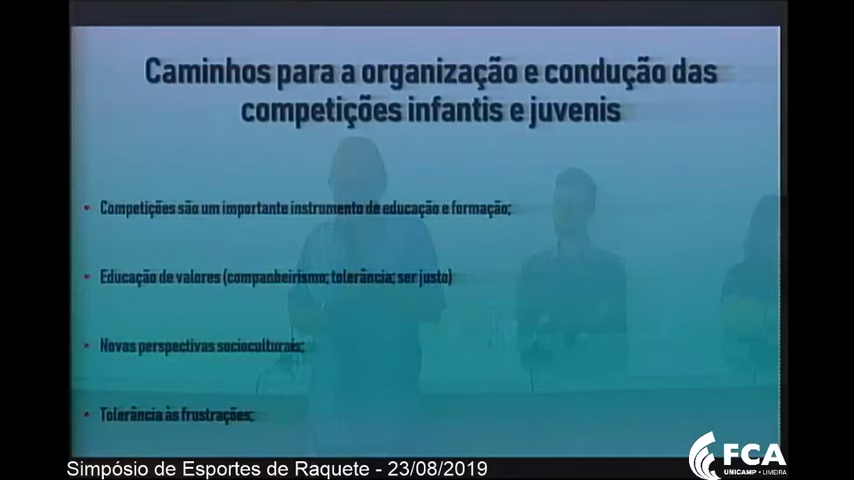 Caminhos para a organização e condução das
competições infantis e juvenis
• Competições são um importante instrumento de educação e formação;
• Educação de valores (companheirismo; tolerância; ser justo)
• Novas perspectivas socioculturais;
• Tolerância às frustrações;
Simpósio de Esportes de Raquete - 23/08/2019
FCA
UNICAMP • LIMEIRA